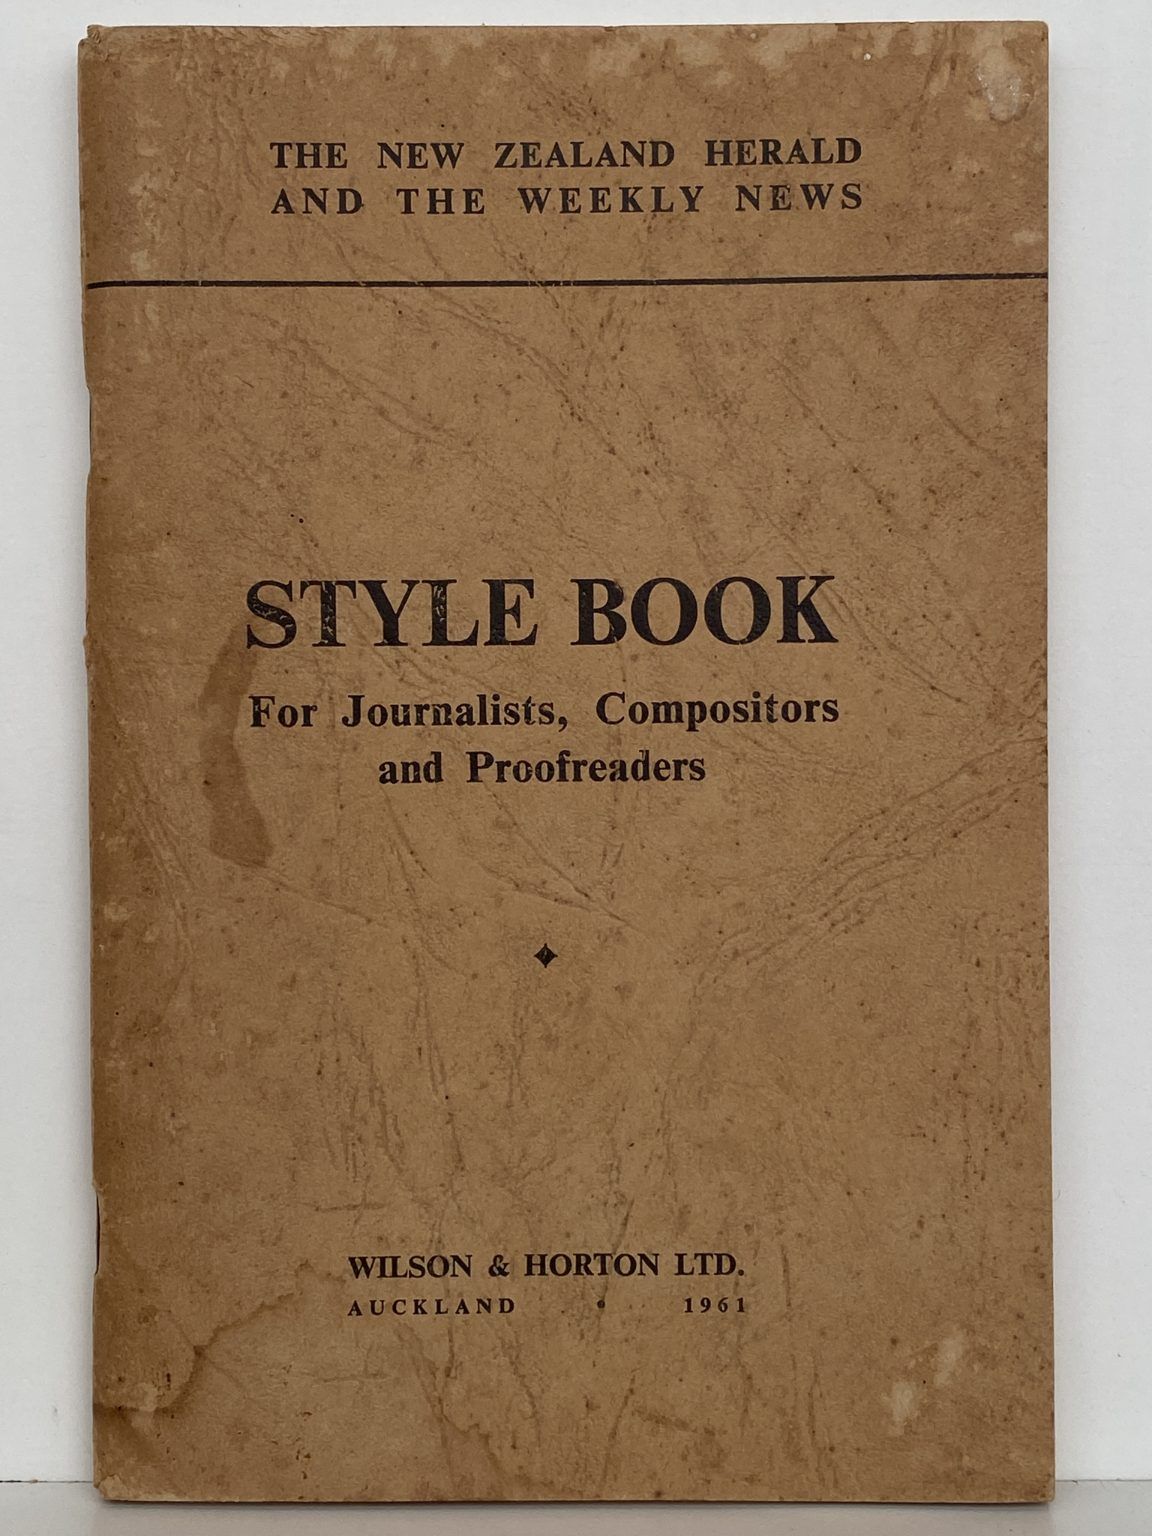 THE NEW ZEALAND HERALD
AND THE WEEKLY NEWS
STYLE BOOK
For Journalists, Compositors
and Proofreaders
WILSON & HORTON LTD.
AUCKLAND • 1961